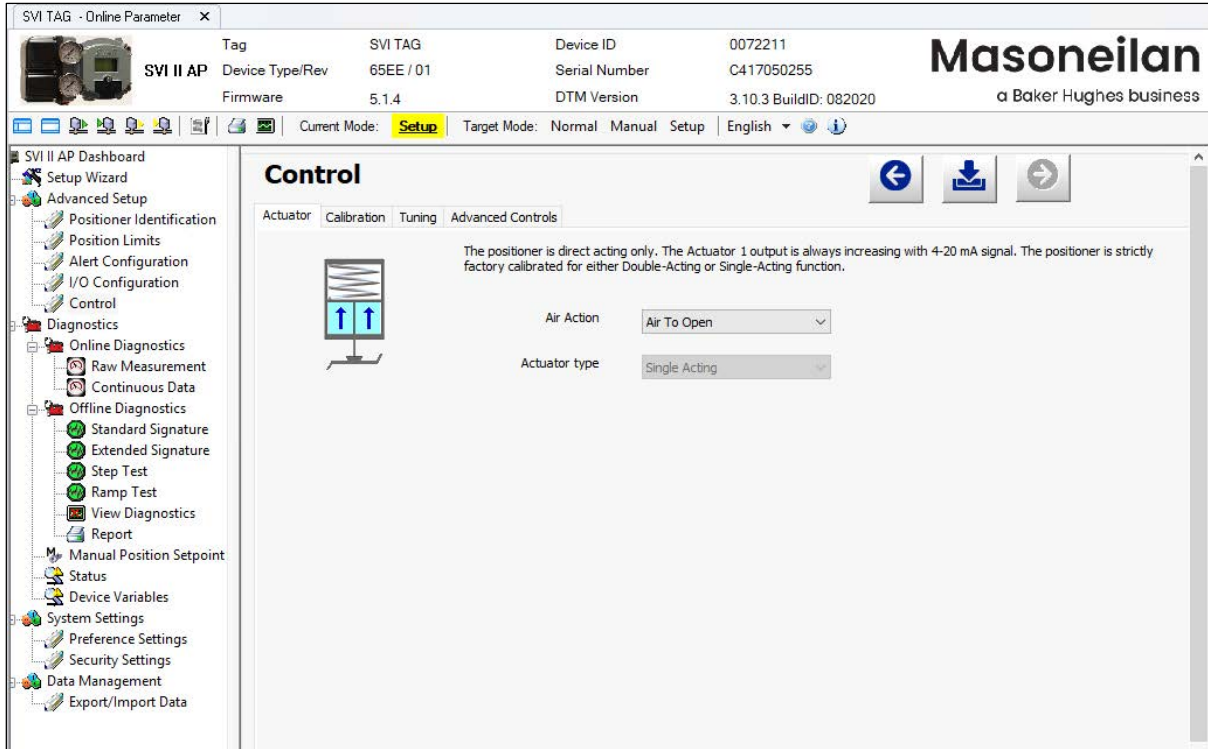 SVI TAG - Online Parameter X
Tag SVI TAG Device ID 0072211
SVI II AP Device Type/Rev 65EE / 01 Serial Number C417050255
Firmware 5.1.4 DTM Version 3.10.3 BuildID: 082020
Masoneilan
a Baker Hughes business
Current Mode: Setup Target Mode: Normal Manual Setup English
SVI II AP Dashboard
Setup Wizard
Advanced Setup
Positioner Identification
Position Limits
Alert Configuration
I/O Configuration
Control
Diagnostics
Online Diagnostics
Raw Measurement
Continuous Data
Offline Diagnostics
Standard Signature
Extended Signature
Step Test
Ramp Test
View Diagnostics
Report
Manual Position Setpoint
Status
Device Variables
System Settings
Preference Settings
Security Settings
Data Management
Export/Import Data
Control
Actuator Calibration Tuning Advanced Controls
The positioner is direct acting only. The Actuator 1 output is always increasing with 4-20 mA signal. The positioner is strictly
factory calibrated for either Double-Acting or Single-Acting function.
Air Action Air To Open
Actuator type Single Acting